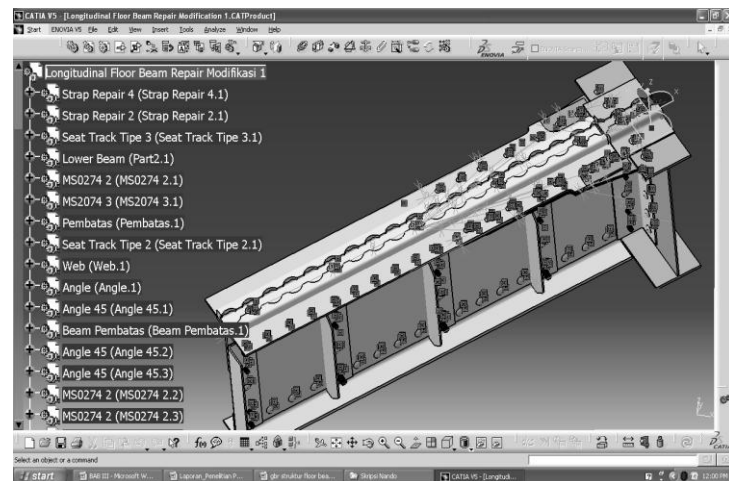 CATIA V5 - [Longitudinal Floor Beam Repair Modification 1.CATProduct]
Start ENOVIA V5 File Edit View Insert Tools Analyze Window Help
ENOVIA
Longitudinal Floor Beam Repair Modifikasi 1
Strap Repair 4 (Strap Repair 4.1)
Strap Repair 2 (Strap Repair 2.1)
Seat Track Tipe 3 (Seat Track Tipe 3.1)
Lower Beam (Part2.1)
MS0274 2 (MS0274 2.1)
MS2074 3 (MS2074 3.1)
Pembatas (Pembatas.1)
Seat Track Tipe 2 (Seat Track Tipe 2.1)
Web (Web.1)
Angle (Angle.1)
Angle 45 (Angle 45.1)
Beam Pembatas (Beam Pembatas.1)
Angle 45 (Angle 45.2)
Angle 45 (Angle 45.3)
MS0274 2 (MS0274 2.2)
MS0274 2 (MS0274 2.3)
z
x
Select an object or a command
start BAB III - Microsoft W... Laporan_Penelitian P... gbr struktur floor bea... Skripsi Nando CATIA V5 - [Longitudi... 12:00PM